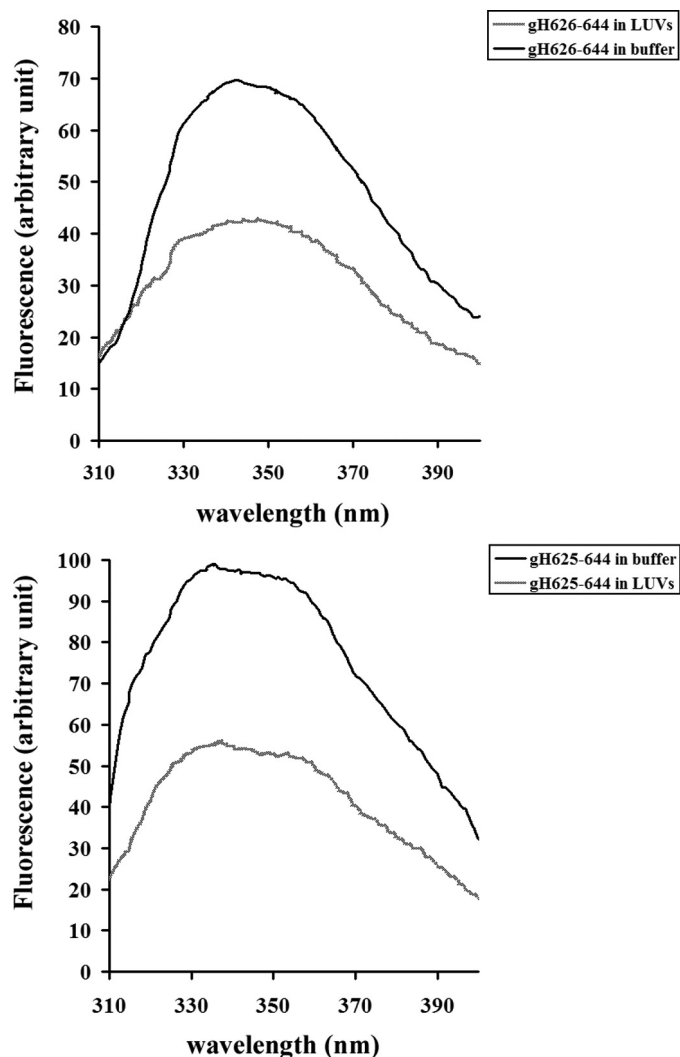 gH626-644 in LUVs
gH626-644 in buffer
Fluorescence (arbitrary unit)
80
70
60
50
40
30
20
10
0
310 330 350 370 390
wavelength (nm)
gH625-644 in buffer
gH625-644 in LUVs
Fluorescence (arbitrary unit)
100
90
80
70
60
50
40
30
20
10
0
310 330 350 370 390
wavelength (nm)